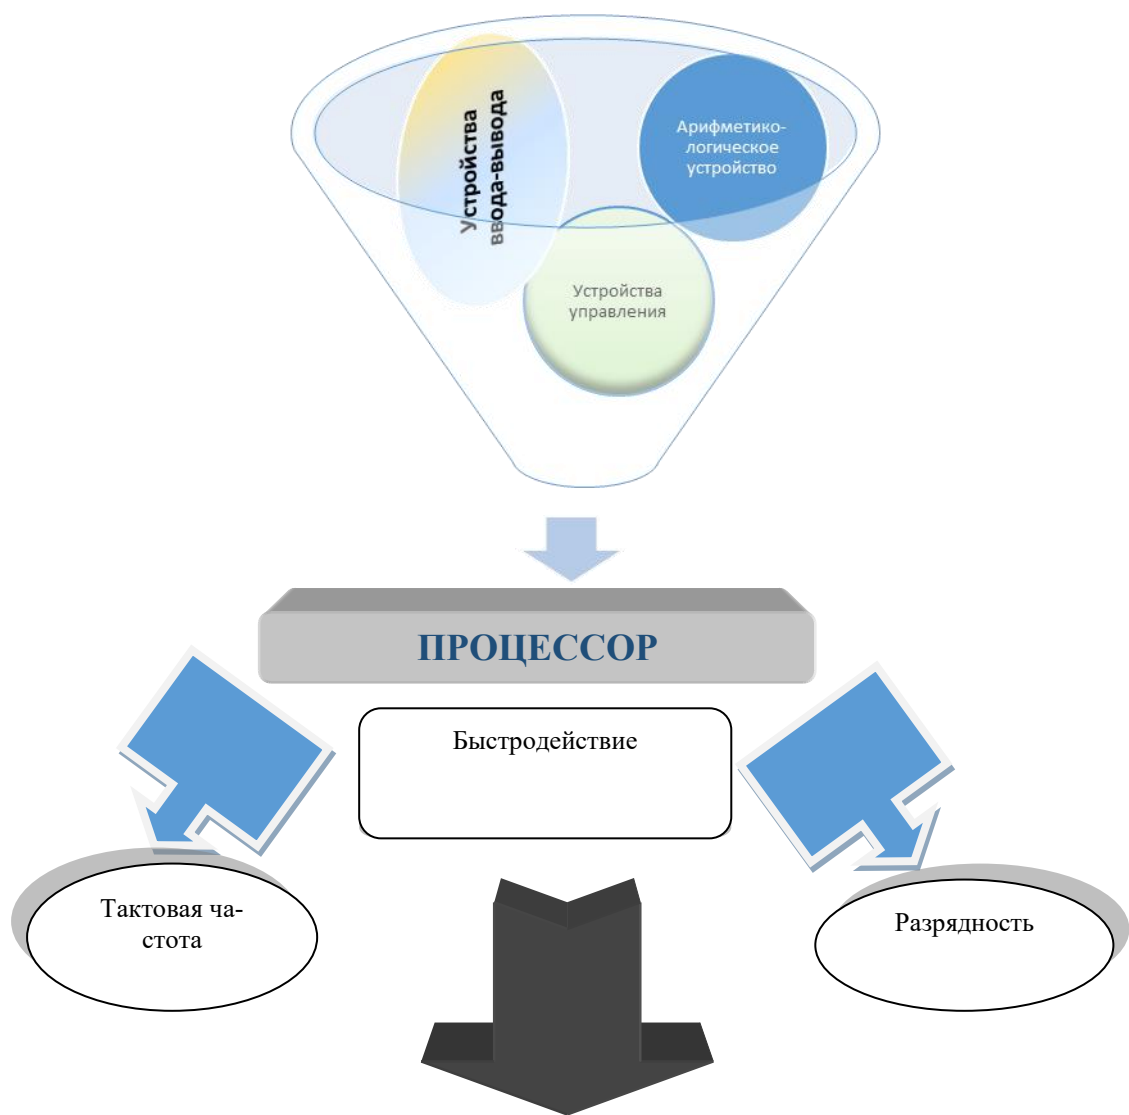 Устройства
ввода-вывода
Арифметико-
логическое
устройство
Устройства
управления
ПРОЦЕССОР
Быстродействие
Тактовая ча-
стота
Разрядность